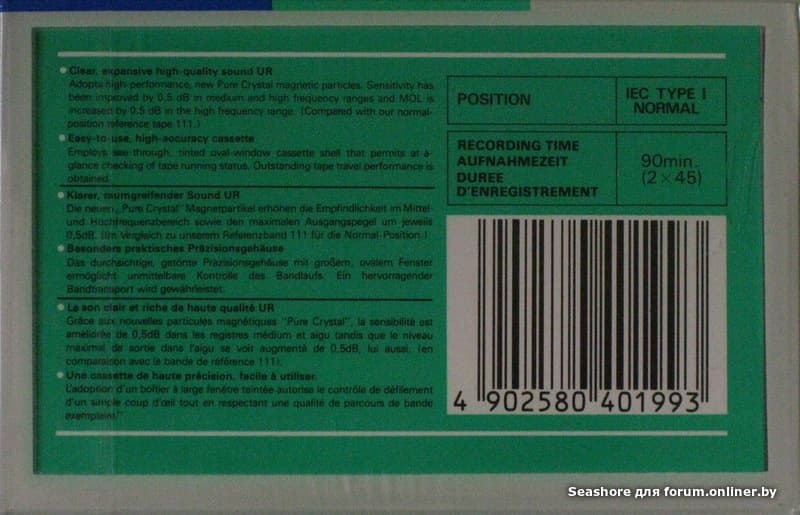 ● Clear, expansive high-quality sound UR
Adopts high-performance, new Pure Crystal magnetic particles. Sensitivity has
been improved by 0.5 dB in medium and high frequency ranges and MOL is
increased by 0.5 dB in the high frequency range. (Compared with our normal-
position reference tape 111.)
● Easy-to-use, high-accuracy cassette
Employs see-through, tinted oval-window cassette shell that permits at-a-
glance checking of tape running status. Outstanding tape travel performance is
obtained.
● Klarer, raumgreifender Sound UR
Die neuen „Pure Crystal" Magnetpartikel erhöhen die Empfindlichkeit im Mittel-
und Hochfrequenzbereich sowie den maximalen Ausgangspegel um jeweils
0,5dB. (Im Vergleich zu unserem Referenzband 111 für die Normal-Position.)
● Besonders praktisches Präzisionsgehäuse
Das durchsichtige, getönte Präzisionsgehäuse mit großem, ovalem Fenster
ermöglicht unmittelbare Kontrolle des Bandlaufs. Ein hervorragender
Bandtransport wird gewährleistet.
● Le son clair et riche de haute qualité UR
Grâce aux nouvelles particules magnétiques "Pure Crystal", la sensibilité est
améliorée de 0,5dB dans les registres médium et aigu tandis que le niveau
maximal de sortie dans l'aigu se voit augmenté de 0,5dB, lui aussi. (en
comparaison avec le bande de référence 111).
● Une cassette de haute précision, facile à utiliser.
L'adoption d'un boîtier à large fenêtre teintée autorise le contrôle de défilement
d'un simple coup d'œil tout en respectant une qualité de parcours de bande
POSITION
IEC TYPE I
NORMAL
RECORDING TIME
AUFNAHMEZEIT
DUREE
D'ENREGISTREMENT
90min.
(2×45)
4 902580 401993
Seashore для forum.onliner.by